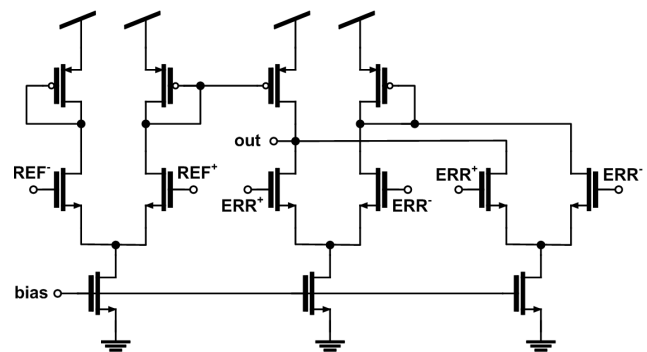 out
REF-
REF+
ERR+
ERR-
ERR+
ERR-
bias